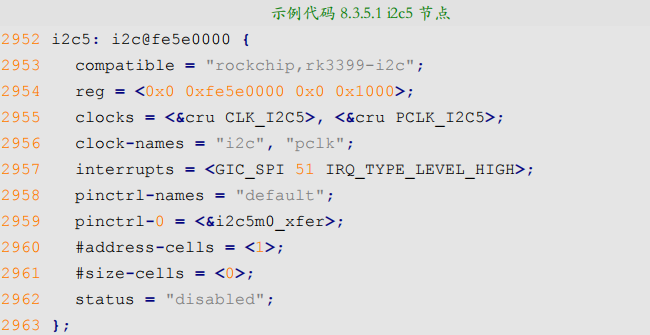 示例代码 8.3.5.1 i2c5 节点
2952 i2c5: i2c@fe5e0000 {
2953   compatible = "rockchip,rk3399-i2c";
2954   reg = <0x0 0xfe5e0000 0x0 0x1000>;
2955   clocks = <&cru CLK_I2C5>, <&cru PCLK_I2C5>;
2956   clock-names = "i2c", "pclk";
2957   interrupts = <GIC_SPI 51 IRQ_TYPE_LEVEL_HIGH>;
2958   pinctrl-names = "default";
2959   pinctrl-0 = <&i2c5m0_xfer>;
2960   #address-cells = <1>;
2961   #size-cells = <0>;
2962   status = "disabled";
2963 };